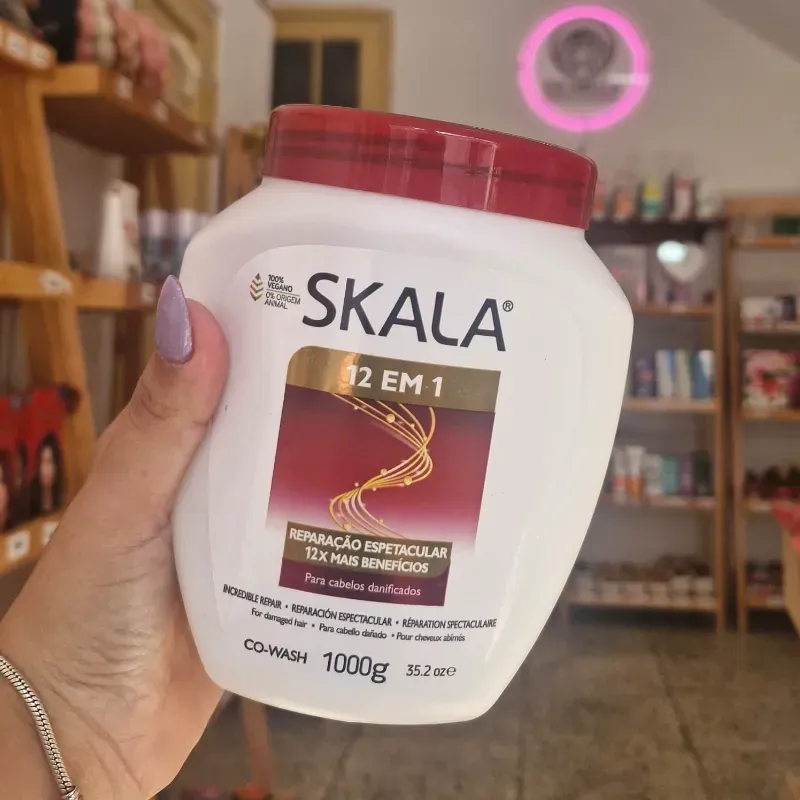 100%
VEGANO
0% ORIGEM
ANIMAL
SKALA®
12 EM 1
REPARAÇÃO ESPETACULAR
12X MAIS BENEFÍCIOS
Para cabelos danificados
INCREDIBLE REPAIR • REPARACIÓN ESPECTACULAR • RÉPARATION SPECTACULAIRE
For damaged hair • Para cabello dañado • Pour cheveux abîmés
CO-WASH 1000g 35.2 oz℮